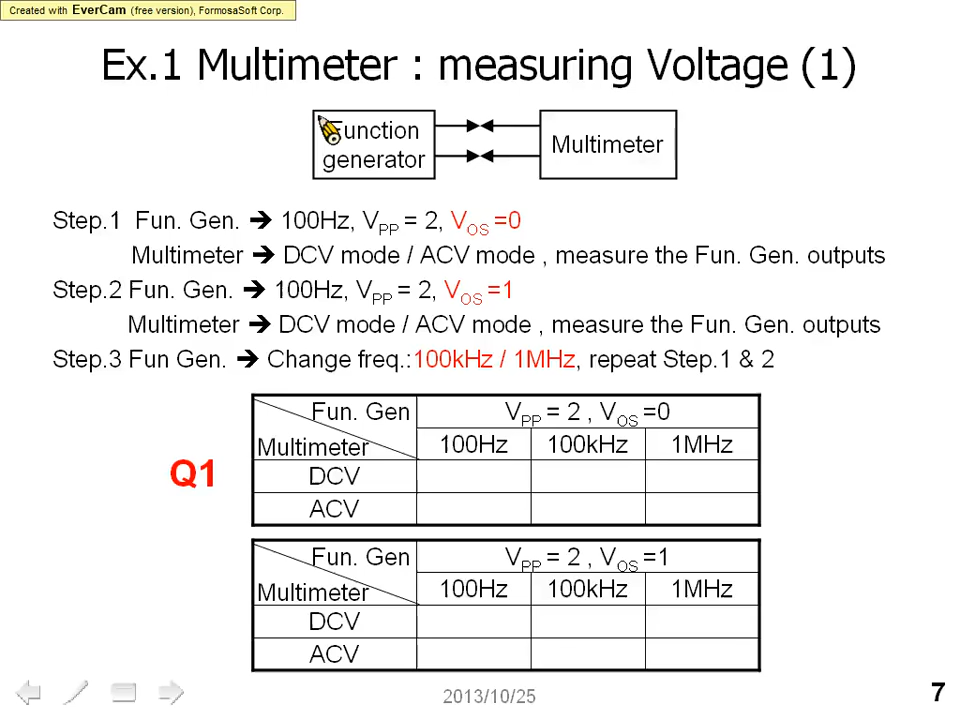 Created with EverCam (free version), FormosaSoft Corp.
Ex.1 Multimeter : measuring Voltage (1)
Function generator
Multimeter
Step.1 Fun. Gen. ➔ 100Hz, VPP = 2, VOS =0
Multimeter ➔ DCV mode / ACV mode , measure the Fun. Gen. outputs
Step.2 Fun. Gen. ➔ 100Hz, VPP = 2, VOS =1
Multimeter ➔ DCV mode / ACV mode , measure the Fun. Gen. outputs
Step.3 Fun Gen. ➔ Change freq.:100kHz / 1MHz, repeat Step.1 & 2
Q1
Fun. Gen VPP = 2 , VOS =0
Multimeter 100Hz 100kHz 1MHz
DCV
ACV
Fun. Gen VPP = 2 , VOS =1
Multimeter 100Hz 100kHz 1MHz
DCV
ACV
2013/10/25
7